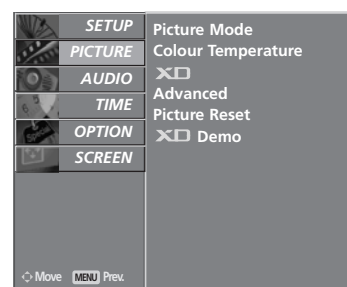 SETUP
PICTURE
AUDIO
TIME
OPTION
SCREEN
Move MENU Prev.
Picture Mode
Colour Temperature
XD
Advanced
Picture Reset
XD Demo